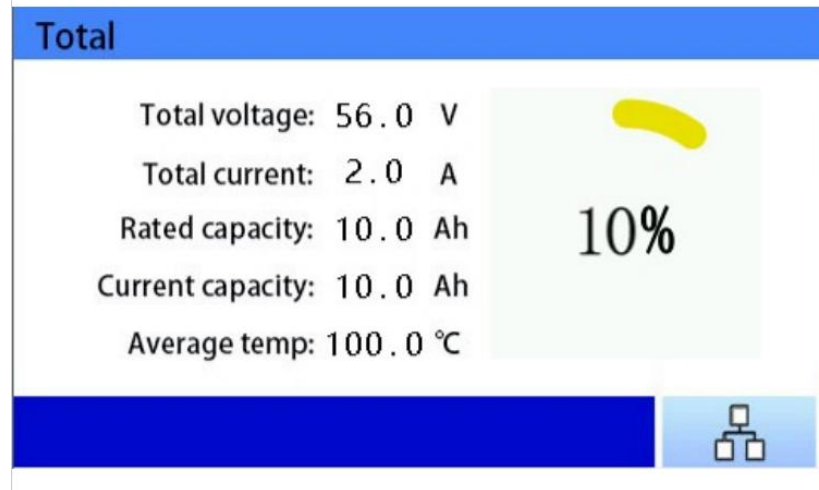 Total
Total voltage: 56.0 V
Total current: 2.0 A
Rated capacity: 10.0 Ah
Current capacity: 10.0 Ah
Average temp: 100.0 ℃
10%